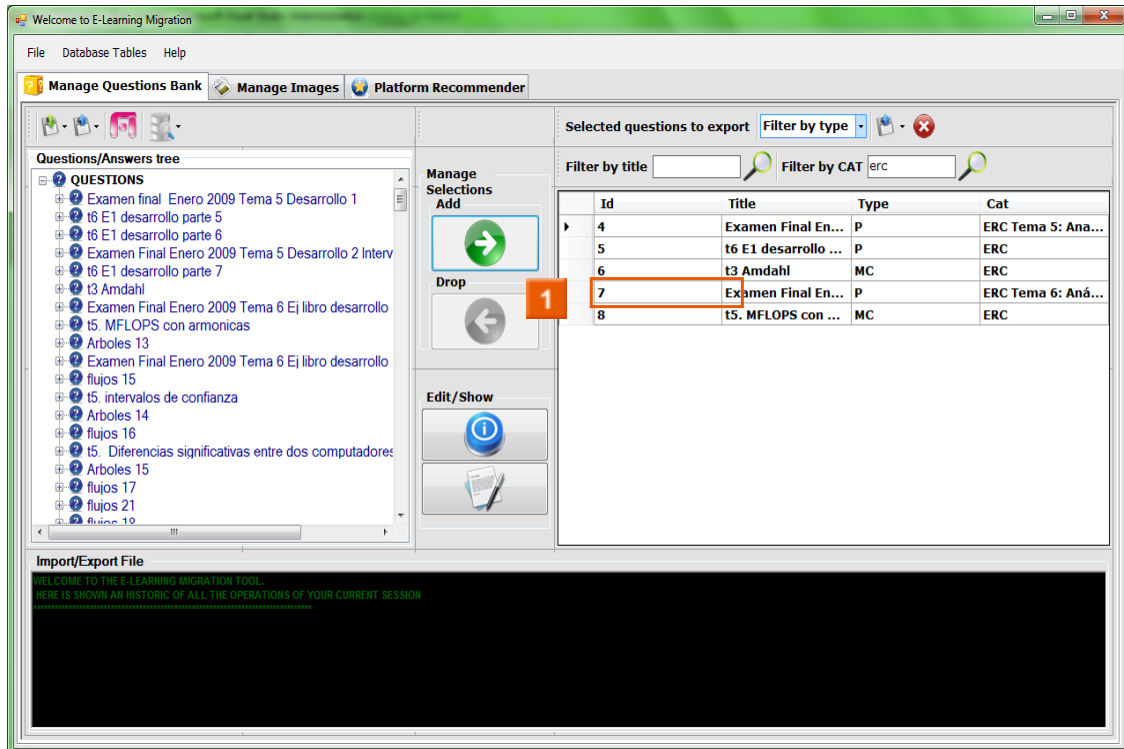 Welcome to E-Learning Migration
File Database Tables Help
Manage Questions Bank Manage Images Platform Recommender
Selected questions to export Filter by type
Questions/Answers tree
Filter by title Filter by CAT erc
QUESTIONS
Examen final Enero 2009 Tema 5 Desarrollo 1
t6 E1 desarrollo parte 5
t6 E1 desarrollo parte 6
Examen Final Enero 2009 Tema 5 Desarrollo 2 Interv
t6 E1 desarrollo parte 7
t3 Amdahl
Examen Final Enero 2009 Tema 6 Ej libro desarrollo
t5. MFLOPS con armonicas
Arboles 13
Examen Final Enero 2009 Tema 6 Ej libro desarrollo
flujos 15
t5. intervalos de confianza
Arboles 14
flujos 16
t5. Diferencias significativas entre dos computadores
Arboles 15
flujos 17
flujos 21
flujos 18
Manage
Selections
Add
Drop
1
Edit/Show
Id Title Type Cat
4 Examen Final En... P ERC Tema 5: Ana...
5 t6 E1 desarrollo ... P ERC
6 t3 Amdahl MC ERC
7 Examen Final En... P ERC Tema 6: Aná...
8 t5. MFLOPS con ... MC ERC
Import/Export File
WELCOME TO THE E-LEARNING MIGRATION TOOL.
HERE IS SHOWN AN HISTORIC OF ALL THE OPERATIONS OF YOUR CURRENT SESSION